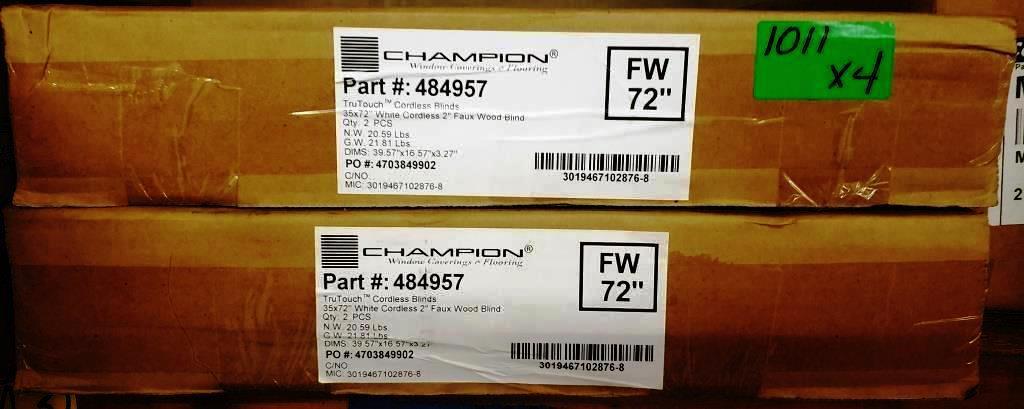 CHAMPION®
Window Coverings & Flooring
Part #: 484957
TruTouch™ Cordless Blinds
35x72" White Cordless 2" Faux Wood Blind
Qty: 2 PCS
N.W. 20.59 Lbs.
G.W. 21.81 Lbs.
DIMS: 39.57"x16.57"x3.27"
PO #: 4703849902
C/NO.
MIC: 3019467102876-8
FW
72"
3019467102876-8
1011
x4
CHAMPION®
Window Coverings & Flooring
Part #: 484957
TruTouch™ Cordless Blinds
35x72" White Cordless 2" Faux Wood Blind
Qty: 2 PCS
N.W. 20.59 Lbs.
G.W. 21.81 Lbs.
DIMS: 39.57"x16.57"x3.27"
PO #: 4703849902
C/NO.
MIC: 3019467102876-8
FW
72"
3019467102876-8